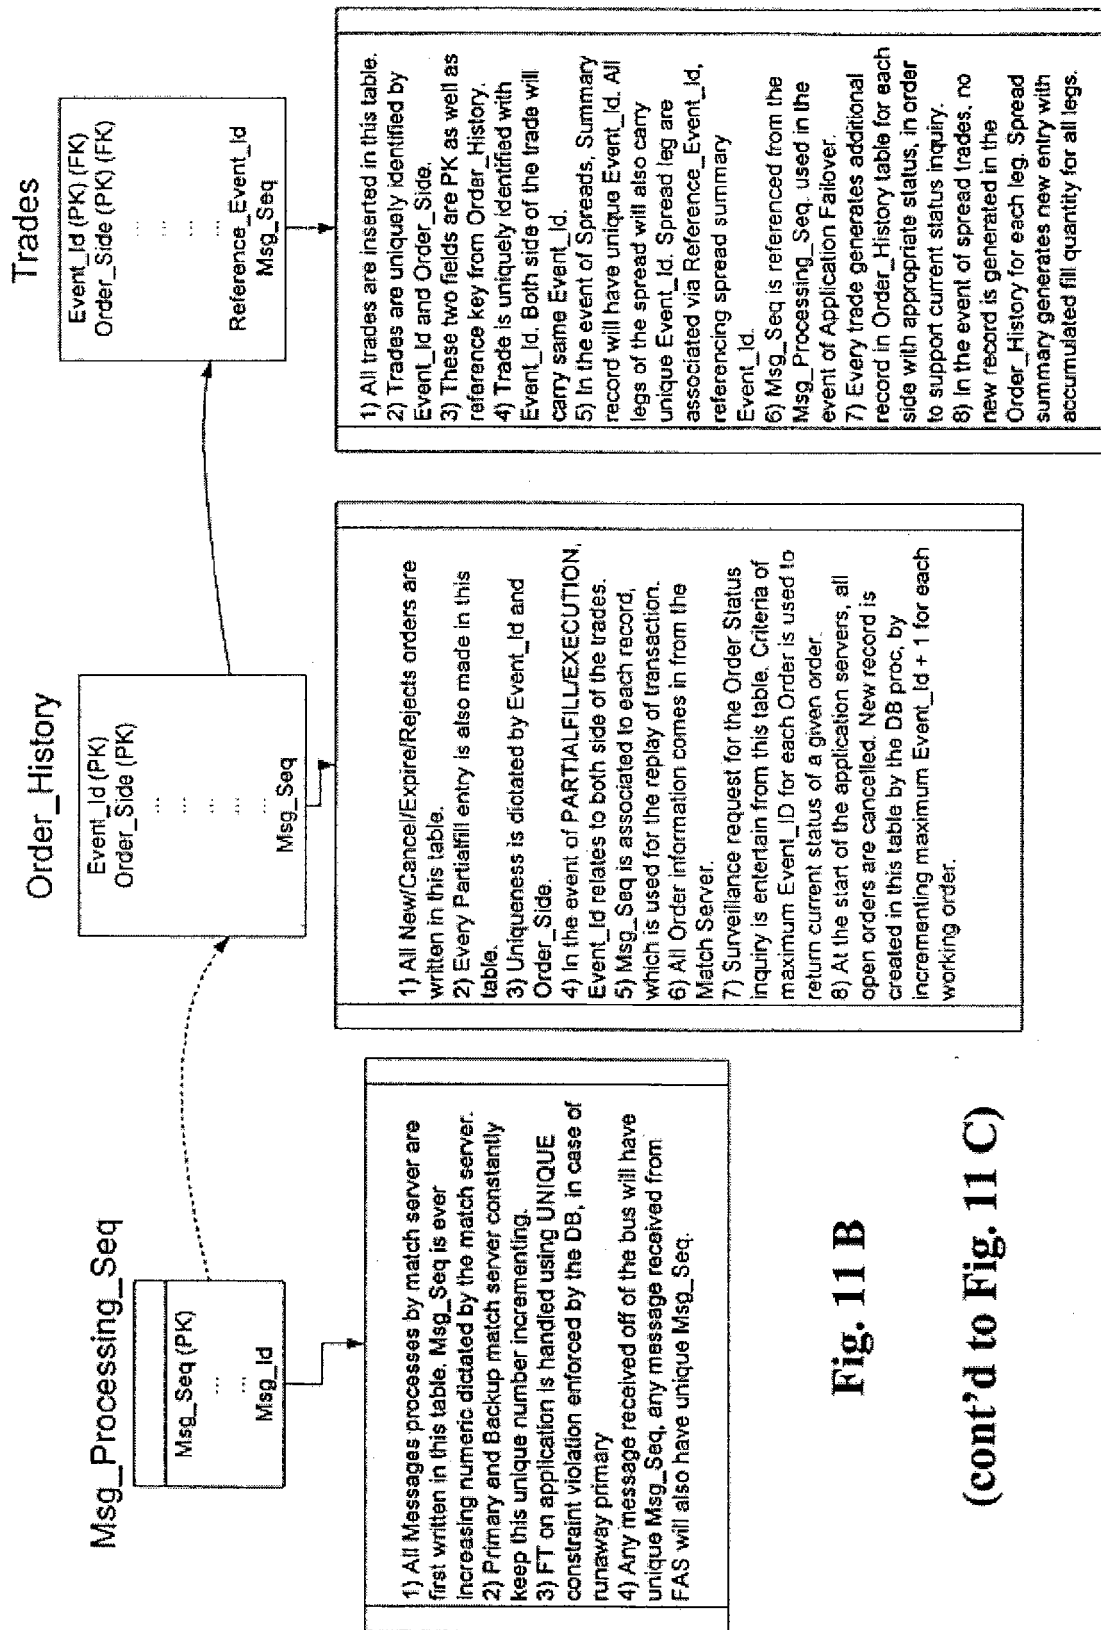 Msg_Processing_Seq
Msg_Seq (PK)
...
...
Msg_Id
1) All Messages processes by match server are
first written in this table. Msg_Seq is ever
increasing numeric dictated by the match server.
2) Primary and Backup match server constantly
keep this unique number incrementing.
3) FT on application is handled using UNIQUE
constraint violation enforced by the DB, in case of
runaway primary
4) Any message received off of the bus will have
unique Msg_Seq, any message received from
FAS will also have unique Msg_Seq.
Order_History
Event_Id (PK)
Order_Side (PK)
...
...
...
...
...
Msg_Seq
1) All New/Cancel/Expire/Rejects orders are
written in this table.
2) Every Partialfill entry is also made in this
table.
3) Uniqueness is dictated by Event_Id and
Order_Side.
4) In the event of PARTIALFILL/EXECUTION,
Event_Id relates to both side of the trades.
5) Msg_Seq is associated to each record,
which is used for the replay of transaction.
6) All Order information comes in from the
Match Server.
7) Surveillance request for the Order Status
inquiry is entertain from this table. Criteria of
maximum Event_ID for each Order is used to
return current status of a given order.
8) At the start of the application servers, all
open orders are cancelled. New record is
created in this table by the DB proc, by
incrementing maximum Event_Id + 1 for each
working order.
Trades
Event_Id (PK) (FK)
Order_Side (PK) (FK)
...
...
...
...
Reference_Event_Id
Msg_Seq
1) All trades are inserted in this table.
2) Trades are uniquely identified by
Event_Id and Order_Side.
3) These two fields are PK as well as
reference key from Order_History.
4) Trade is uniquely identified with
Event_Id. Both side of the trade will
carry same Event_Id.
5) In the event of Spreads, Summary
record will have unique Event_Id. All
legs of the spread will also carry
unique Event_Id. Spread leg are
associated via Reference_Event_Id,
referencing spread summary
Event_Id.
6) Msg_Seq is referenced from the
Msg_Processing_Seq. used in the
event of Application Failover.
7) Every trade generates additional
record in Order_History table for each
side with appropriate status, in order
to support current status inquiry.
8) In the event of spread trades, no
new record is generated in the
Order_History for each leg. Spread
summary generates new entry with
accumulated fill quantity for all legs.
Fig. 11 B
(cont'd to Fig. 11 C)